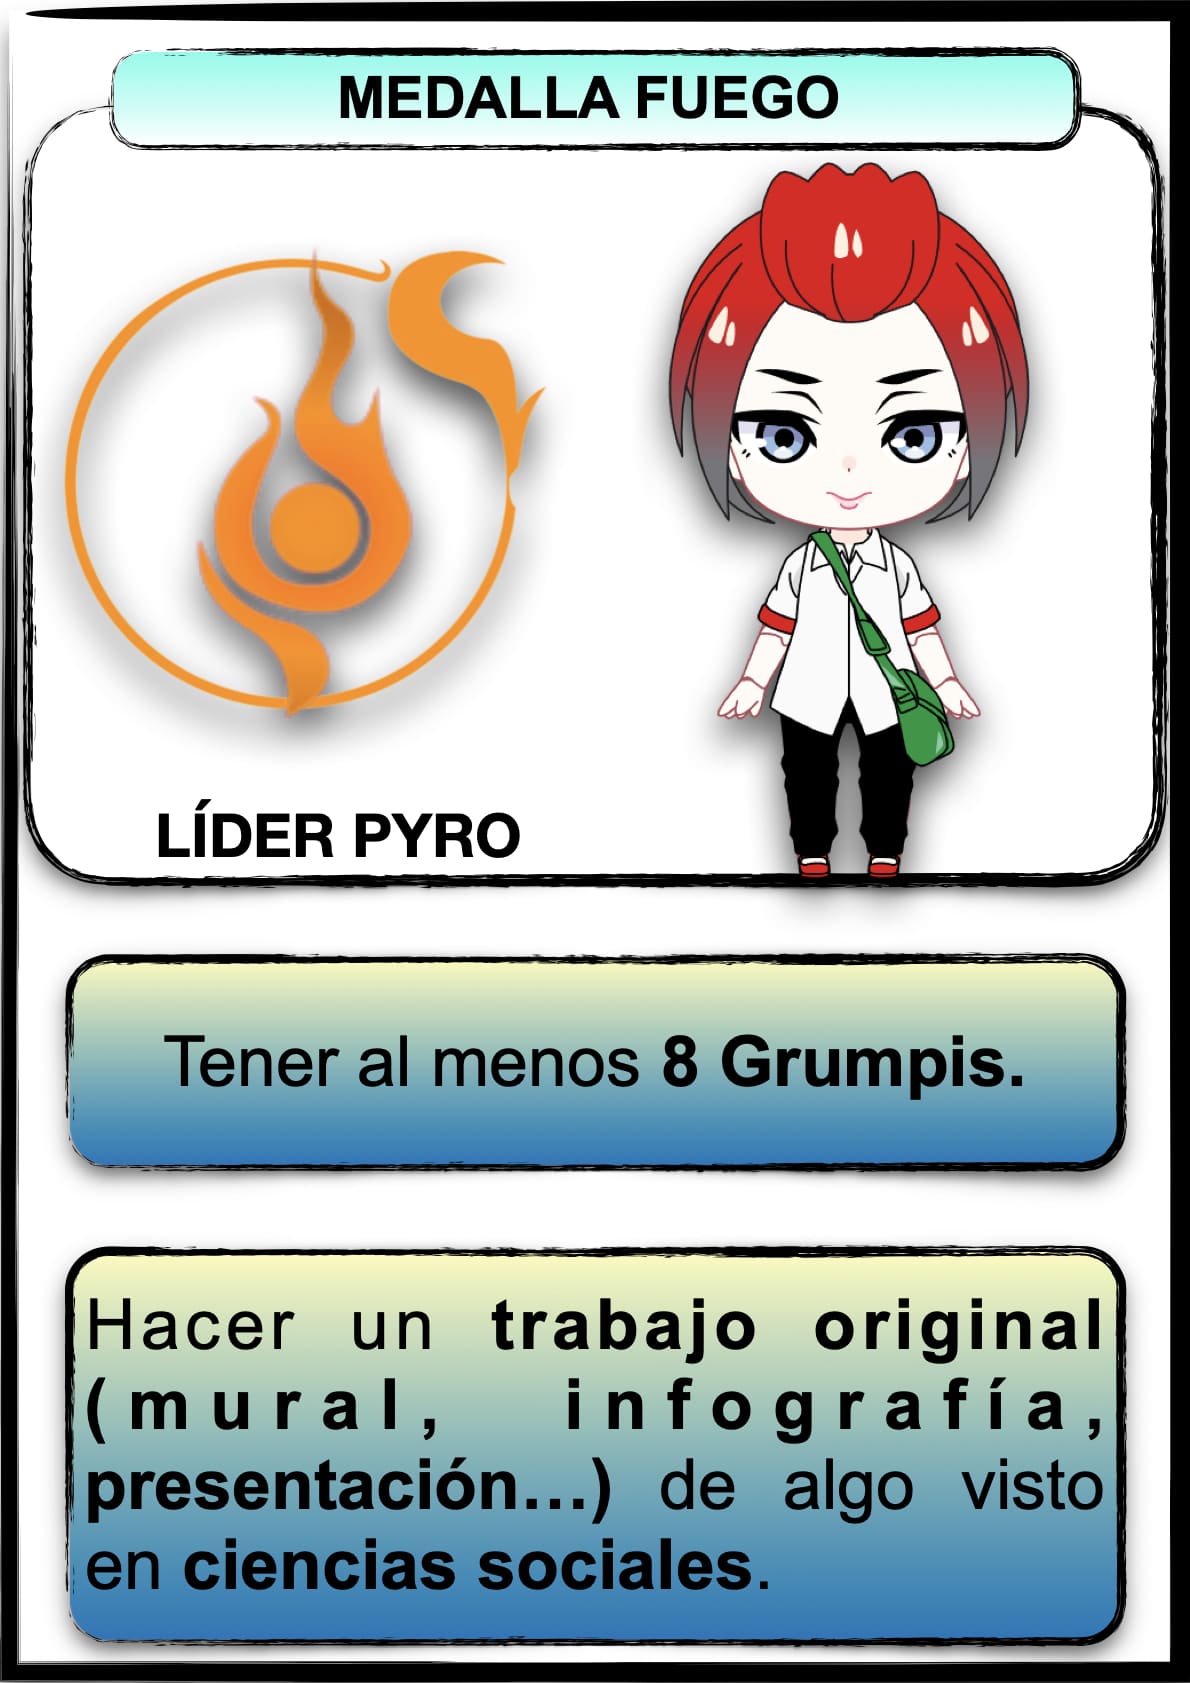 MEDALLA FUEGO
LÍDER PYRO
Tener al menos 8 Grumpis.
Hacer un trabajo original
(mural, infografía,
presentación...) de algo visto
en ciencias sociales.